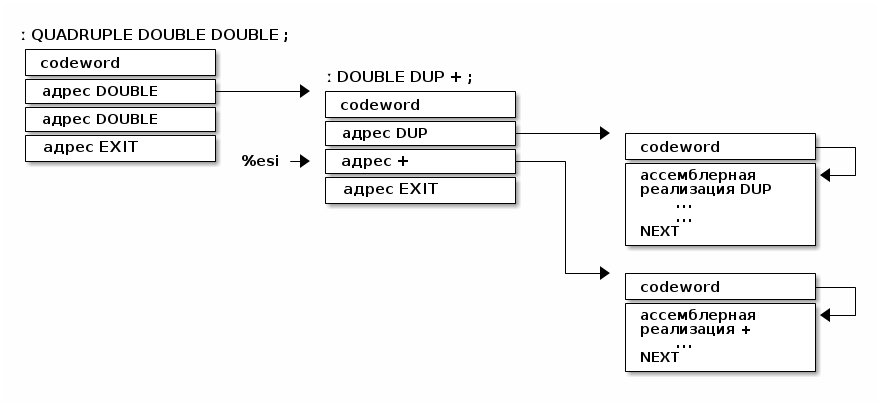 : QUADRUPLE DOUBLE DOUBLE ;
codeword
адрес DOUBLE
адрес DOUBLE
адрес EXIT
: DOUBLE DUP + ;
codeword
адрес DUP
%esi
адрес +
адрес EXIT
codeword
ассемблерная
реализация DUP
...
...
NEXT
codeword
ассемблерная
реализация +
...
NEXT